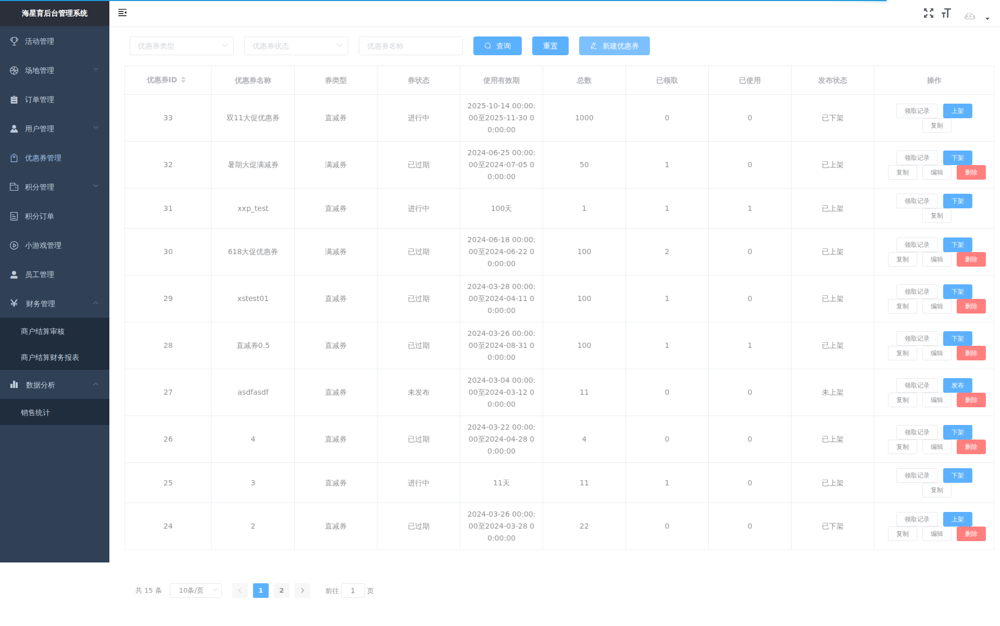 海星育后台管理系统
活动管理
场地管理
订单管理
用户管理
优惠券管理
积分管理
积分订单
小游戏管理
员工管理
财务管理
商户结算审核
商户结算财务报表
数据分析
销售统计
优惠券类型 优惠券状态 优惠券名称 查询 重置 新建优惠券
优惠券ID 优惠券名称 券类型 券状态 使用有效期 总数 已领取 已使用 发布状态 操作
2025-10-14 00:00:
领取记录 上架
33 双11大促优惠券 直减券 进行中 00至2025-11-30 0 1000 0 0 已下架
复制
0:00:00
2024-06-25 00:00:
领取记录 下架
32 暑期大促满减券 满减券 已过期 00至2024-07-05 0 50 1 0 已上架
复制 编辑 删除
0:00:00
领取记录 下架
31 xxp_test 直减券 进行中 100天 1 1 1 已上架
复制
2024-06-18 00:00:
领取记录 下架
30 618大促优惠券 满减券 已过期 00至2024-06-22 0 100 2 0 已上架
复制 编辑 删除
0:00:00
2024-03-28 00:00:
领取记录 下架
29 xstest01 直减券 已过期 00至2024-04-11 0 100 1 0 已上架
复制 编辑 删除
0:00:00
2024-03-26 00:00:
领取记录 下架
28 直减券0.5 直减券 已过期 00至2024-08-31 0 100 1 1 已上架
复制 编辑 删除
0:00:00
2024-03-04 00:00:
领取记录 发布
27 asdfasdf 直减券 未发布 00至2024-03-12 0 11 0 0 未上架
复制 编辑 删除
0:00:00
2024-03-22 00:00:
领取记录 下架
26 4 直减券 已过期 00至2024-04-28 0 4 0 0 已上架
复制 编辑 删除
0:00:00
领取记录 下架
25 3 直减券 进行中 11天 11 1 0 已上架
复制
2024-03-26 00:00:
领取记录 上架
24 2 直减券 已过期 00至2024-03-28 0 22 0 0 已下架
复制 编辑 删除
0:00:00
共 15 条 10条/页 1 2 前往 1 页